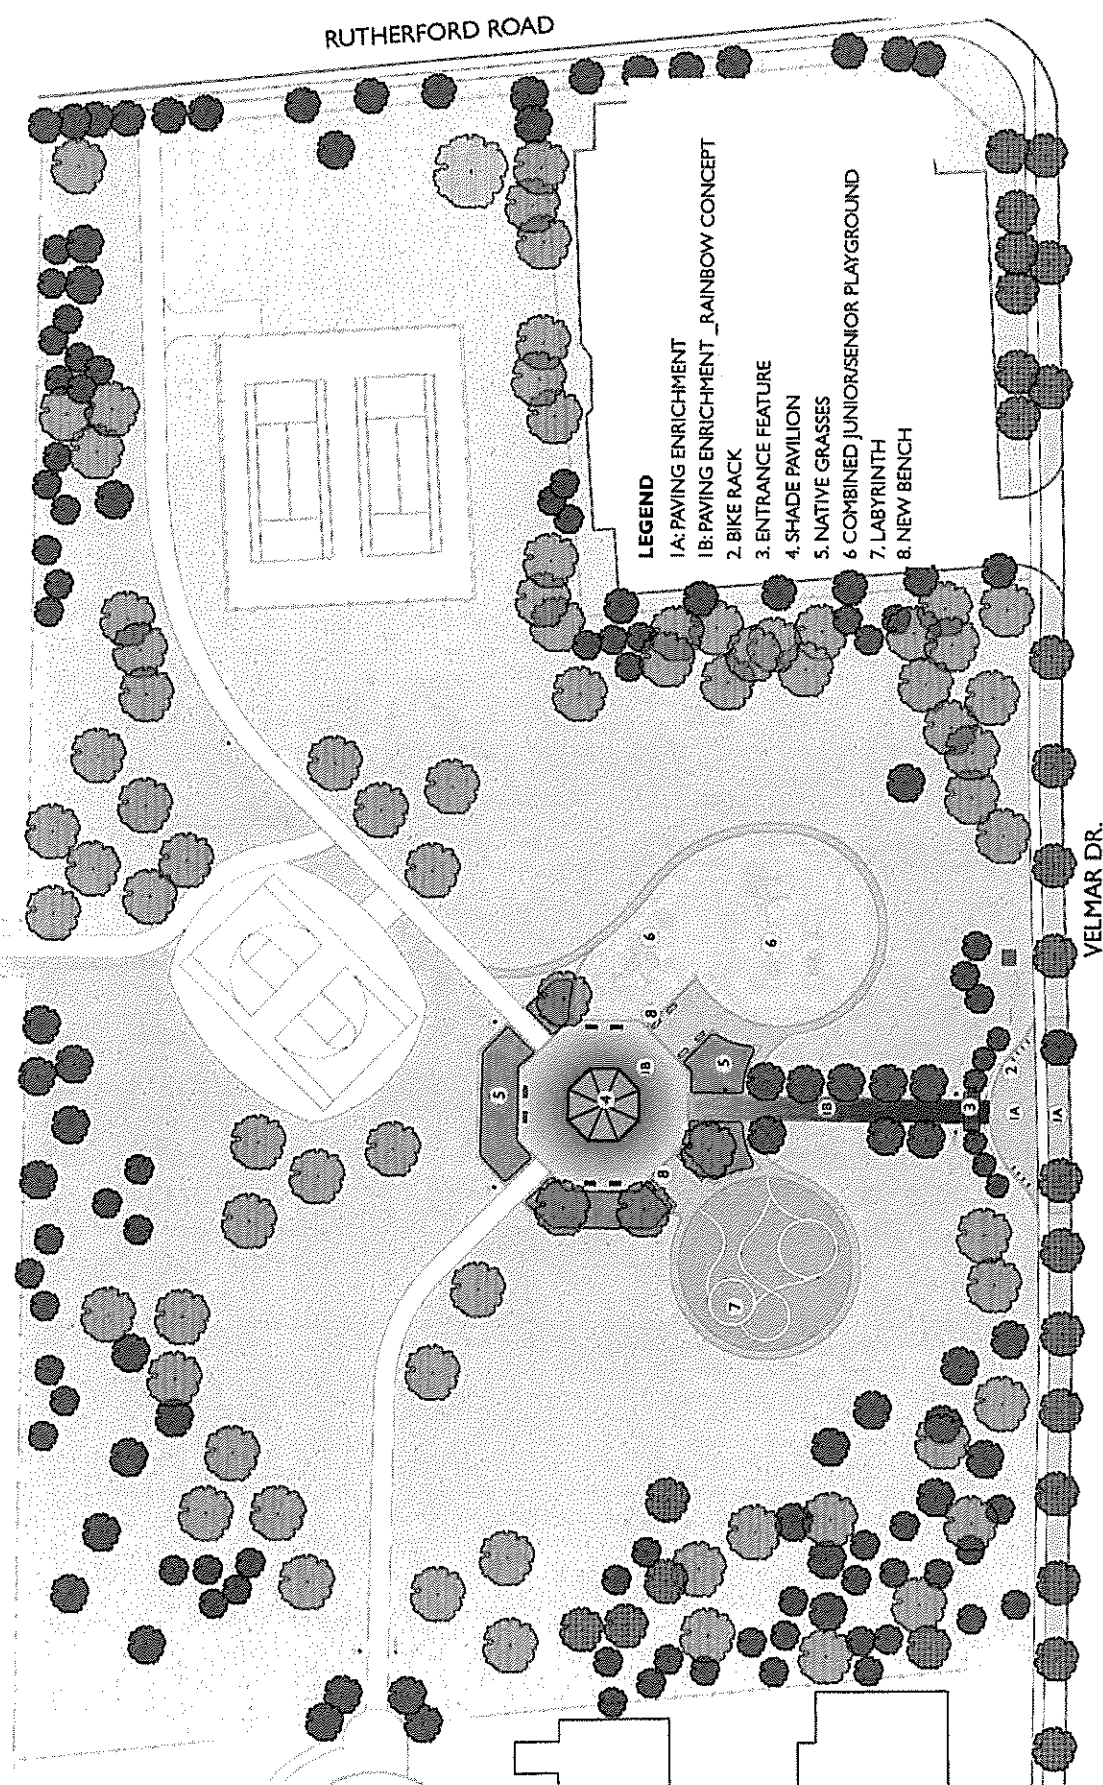 RUTHERFORD ROAD
LEGEND
1A: PAVING ENRICHMENT
1B: PAVING ENRICHMENT _RAINBOW CONCEPT
2. BIKE RACK
3. ENTRANCE FEATURE
4. SHADE PAVILION
5. NATIVE GRASSES
6 COMBINED JUNIOR/SENIOR PLAYGROUND
7. LABYRINTH
8. NEW BENCH
6
6
8
5
1B
4
5
2
1B
3
1A
1A
8
7
VELMAR DR.